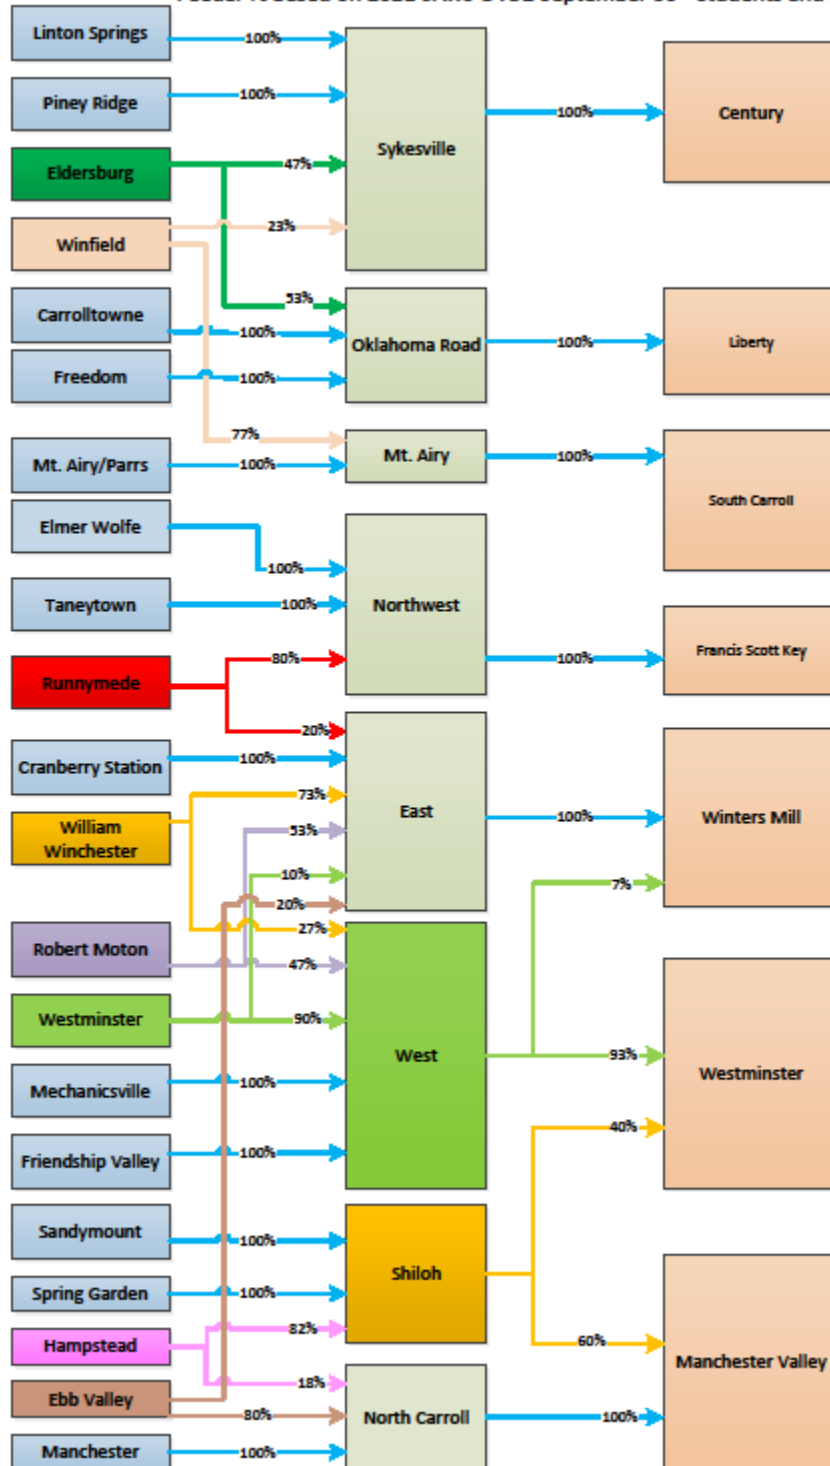 Linton Springs
100%
Piney Ridge
100%
Sykesville
100%
Century
Eldersburg
47%
Winfield
23%
Carrolltowne
53%
100%
Oklahoma Road
100%
Liberty
Freedom
100%
77%
Mt. Airy/Parrs
100%
Mt. Airy
100%
South Carroll
Elmer Wolfe
100%
Taneytown
100%
Northwest
80%
100%
Francis Scott Key
Runnymede
20%
Cranberry Station
100%
73%
East
100%
Winters Mill
William
Winchester
53%
10%
7%
20%
27%
Robert Moton
47%
Westminster
90%
West
93%
Westminster
Mechanicsville
100%
40%
Friendship Valley
100%
Sandymount
100%
Shiloh
Spring Garden
100%
Hampstead
82%
60%
Manchester Valley
18%
Ebb Valley
80%
North Carroll
100%
Manchester
100%